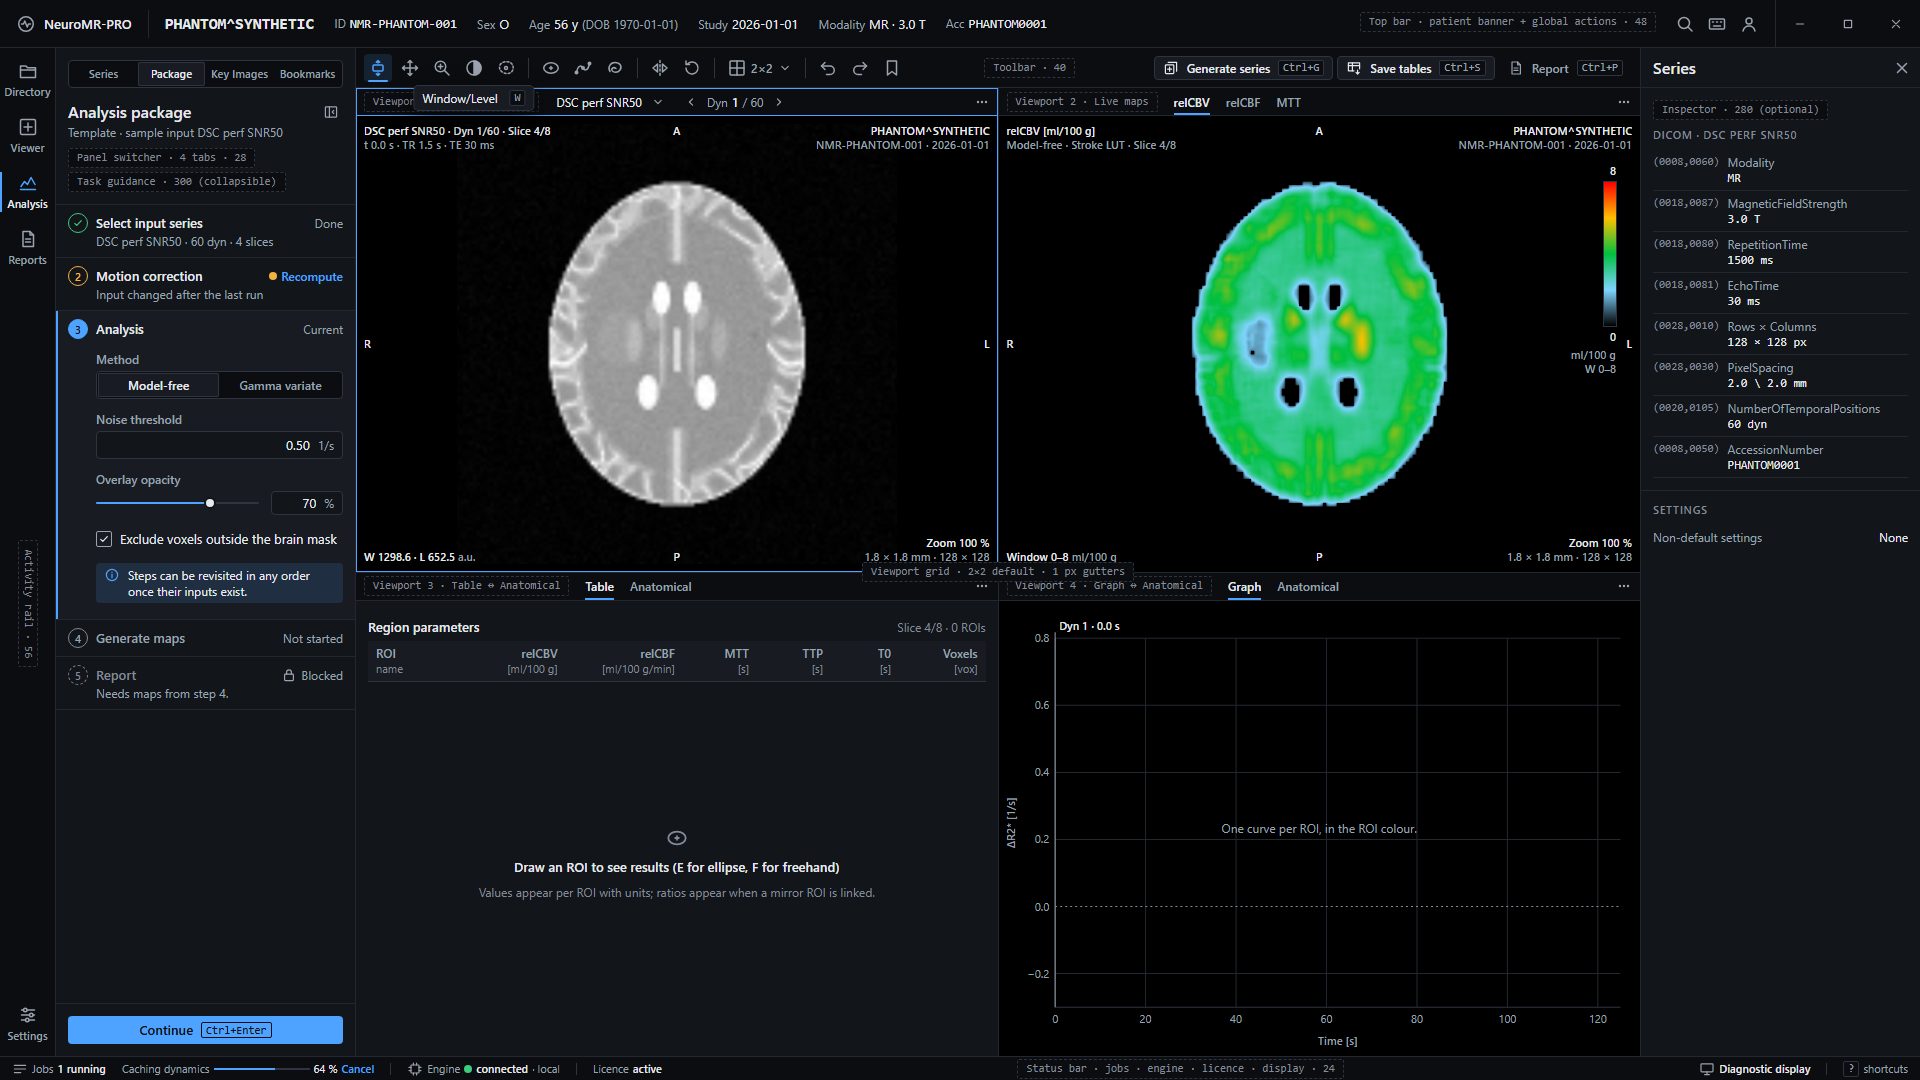 NeuroMR-PRO
PHANTOM^SYNTHETIC
ID NMR-PHANTOM-001
Sex O
Age 56 y (DOB 1970-01-01)
Study 2026-01-01
Modality MR · 3.0 T
Acc PHANTOM0001
Top bar · patient banner + global actions · 48
Directory
Viewer
Analysis
Reports
Activity rail · 56
Settings
Series
Package
Key Images
Bookmarks
Analysis package
Template · sample input DSC perf SNR50
Panel switcher · 4 tabs · 28
Task guidance · 300 (collapsible)
Select input series
Done
DSC perf SNR50 · 60 dyn · 4 slices
2
Motion correction
Recompute
Input changed after the last run
3
Analysis
Current
Method
Model-free
Gamma variate
Noise threshold
0.50 1/s
Overlay opacity
70 %
Exclude voxels outside the brain mask
Steps can be revisited in any order
once their inputs exist.
4
Generate maps
Not started
5
Report
Blocked
Needs maps from step 4.
Continue Ctrl+Enter
2×2
Toolbar · 40
Generate series Ctrl+G
Save tables Ctrl+S
Report Ctrl+P
Viewpor
Window/Level W
DSC perf SNR50
Dyn 1 / 60
DSC perf SNR50 · Dyn 1/60 · Slice 4/8
t 0.0 s · TR 1.5 s · TE 30 ms
A
PHANTOM^SYNTHETIC
NMR-PHANTOM-001 · 2026-01-01
R
L
W 1298.6 · L 652.5 a.u.
P
Zoom 100 %
1.8 × 1.8 mm · 128 × 128
Viewport 2 · Live maps
relCBV
relCBF
MTT
relCBV [ml/100 g]
Model-free · Stroke LUT · Slice 4/8
A
PHANTOM^SYNTHETIC
NMR-PHANTOM-001 · 2026-01-01
8
0
ml/100 g
W 0–8
R
L
Window 0–8 ml/100 g
P
Zoom 100 %
1.8 × 1.8 mm · 128 × 128
Viewport grid · 2×2 default · 1 px gutters
Viewport 3 · Table ⇔ Anatomical
Table
Anatomical
Region parameters
Slice 4/8 · 0 ROIs
ROI relCBV relCBF MTT TTP T0 Voxels
name [ml/100 g] [ml/100 g/min] [s] [s] [s] [vox]
Draw an ROI to see results (E for ellipse, F for freehand)
Values appear per ROI with units; ratios appear when a mirror ROI is linked.
Viewport 4 · Graph ⇔ Anatomical
Graph
Anatomical
Dyn 1 · 0.0 s
0.8
0.6
0.4
0.2
0.0
−0.2
ΔR2* [1/s]
One curve per ROI, in the ROI colour.
0 20 40 60 80 100 120
Time [s]
Series
Inspector · 280 (optional)
DICOM · DSC PERF SNR50
(0008,0060) Modality
MR
(0018,0087) MagneticFieldStrength
3.0 T
(0018,0080) RepetitionTime
1500 ms
(0018,0081) EchoTime
30 ms
(0028,0010) Rows × Columns
128 × 128 px
(0028,0030) PixelSpacing
2.0 \ 2.0 mm
(0020,0105) NumberOfTemporalPositions
60 dyn
(0008,0050) AccessionNumber
PHANTOM0001
SETTINGS
Non-default settings
None
Jobs 1 running
Caching dynamics
64 % Cancel
Engine connected · local
Licence active
Status bar · jobs · engine · licence · display · 24
Diagnostic display
? shortcuts